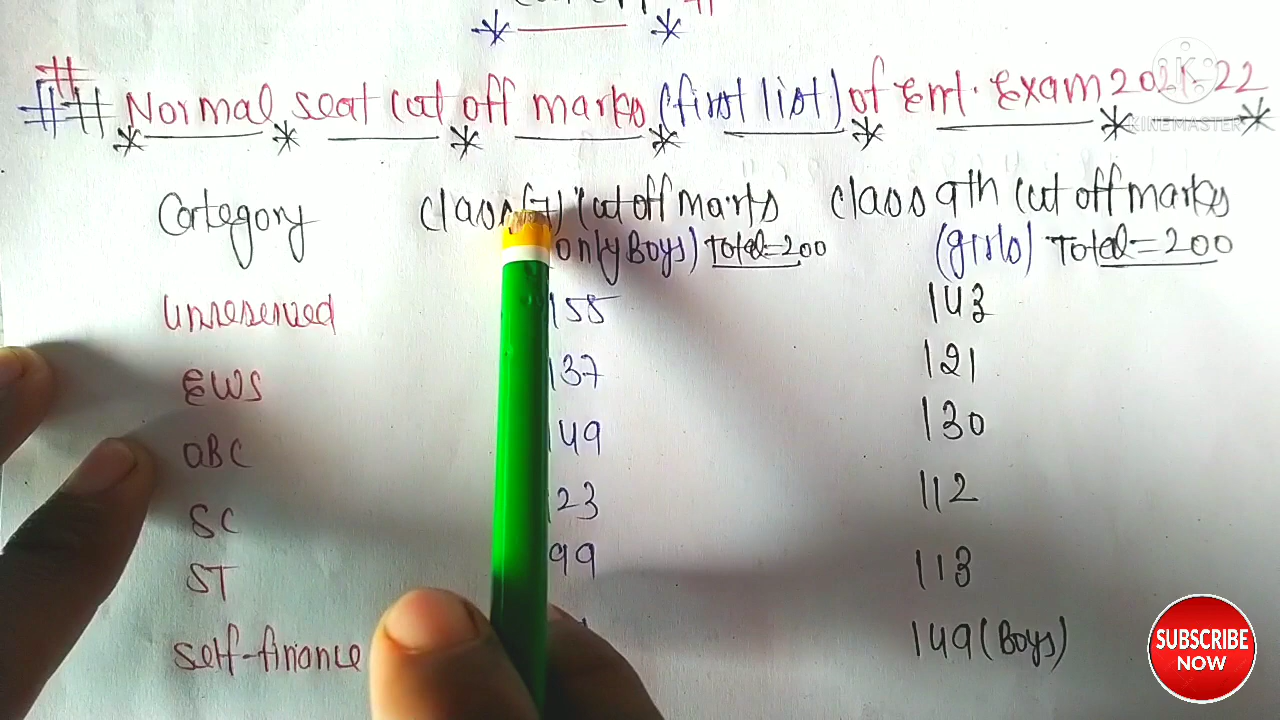 ### Normal seat cut off marks (first list) of Ent. Exam 2021-22
KINEMASTER
Category class cut off marks class 9th cut off marks
only Boys) Total=200 (girls) Total=200
unreserved 155 143
EWS 137 121
OBC 149 130
SC 123 112
ST 99 113
self-finance 149 (Boys)
SUBSCRIBE
NOW